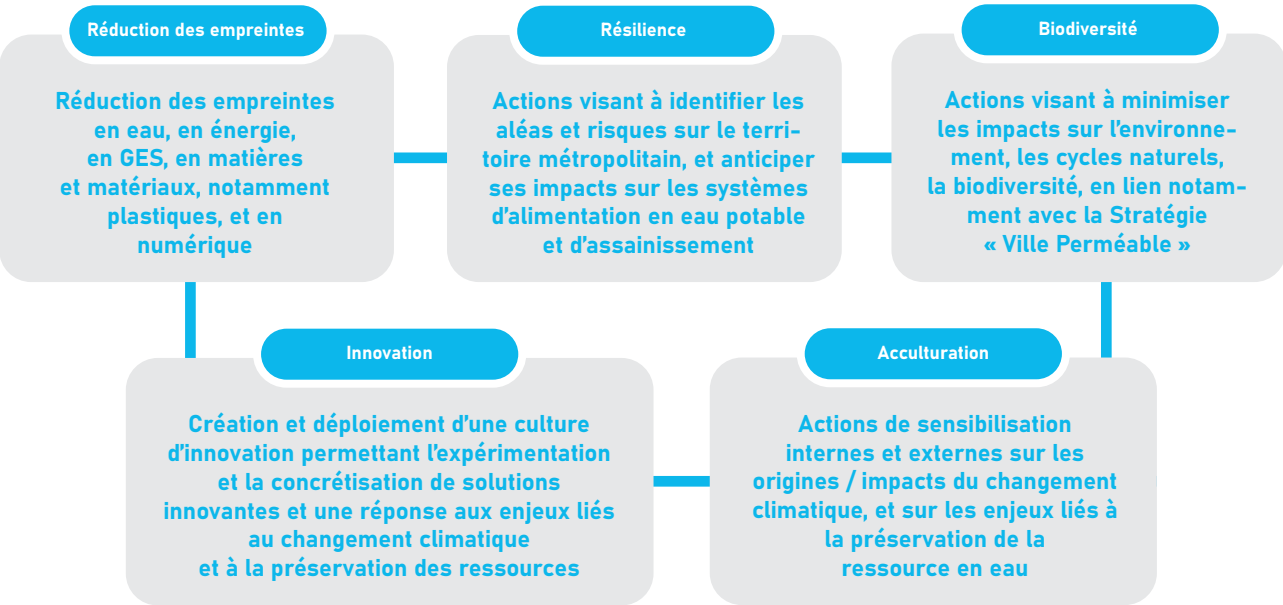 Réduction des empreintes
Réduction des empreintes
en eau, en énergie,
en GES, en matières
et matériaux, notamment
plastiques, et en
numérique
Résilience
Actions visant à identifier les
aléas et risques sur le terri-
toire métropolitain, et anticiper
ses impacts sur les systèmes
d’alimentation en eau potable
et d’assainissement
Biodiversité
Actions visant à minimiser
les impacts sur l’environne-
ment, les cycles naturels,
la biodiversité, en lien notam-
ment avec la Stratégie
« Ville Perméable »
Innovation
Création et déploiement d’une culture
d’innovation permettant l’expérimentation
et la concrétisation de solutions
innovantes et une réponse aux enjeux liés
au changement climatique
et à la préservation des ressources
Acculturation
Actions de sensibilisation
internes et externes sur les
origines / impacts du changement
climatique, et sur les enjeux liés à
la préservation de la
ressource en eau